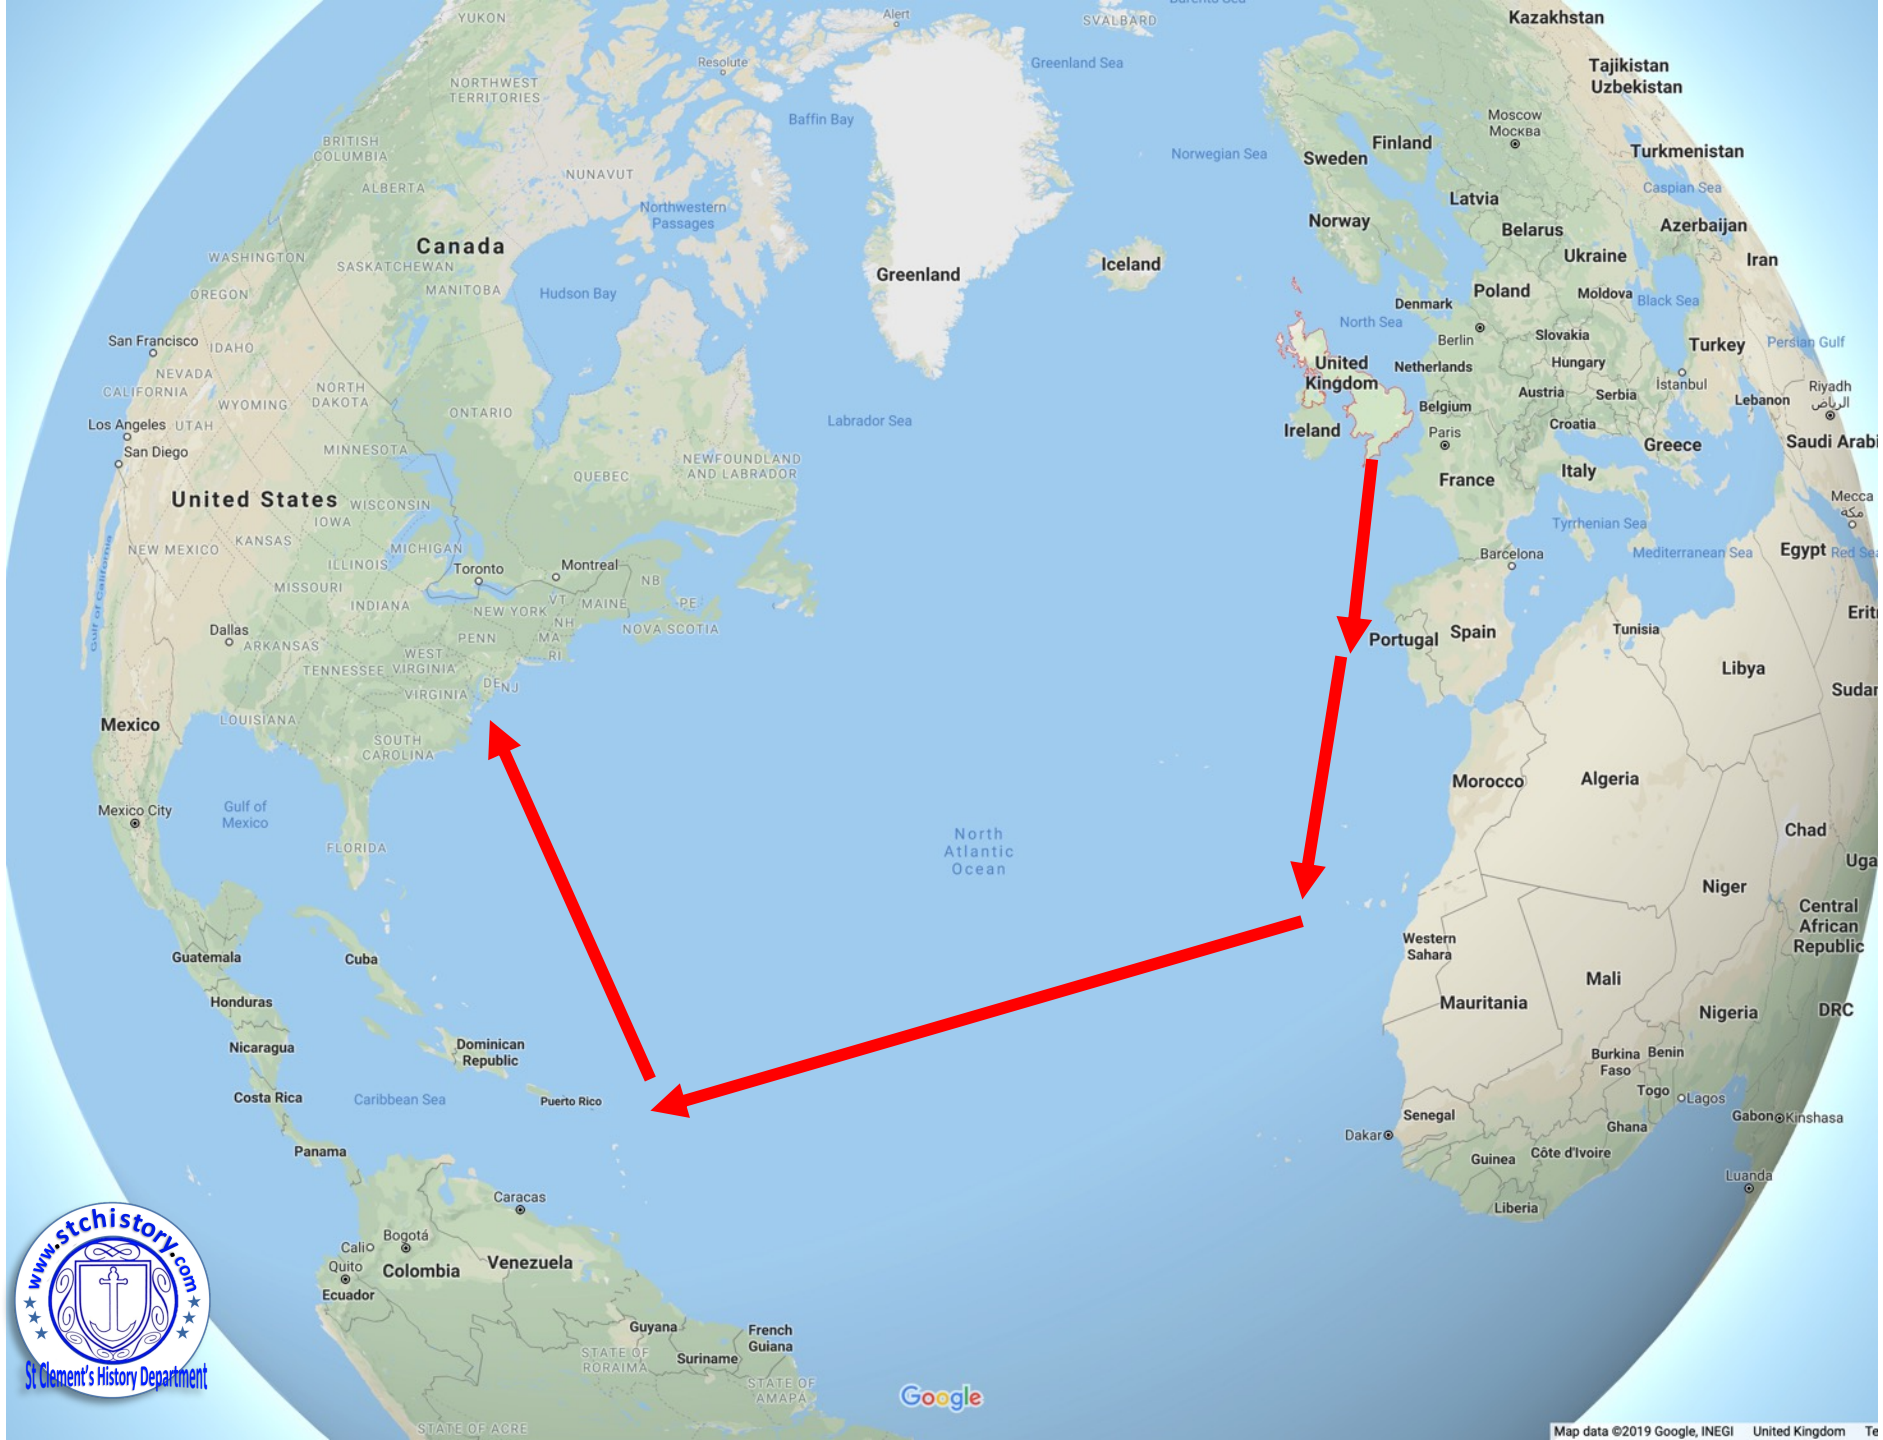 Barents Sea
Kazakhstan
YUKON
Alert
SVALBARD
Resolute
Greenland Sea
Tajikistan
Uzbekistan
NORTHWEST
TERRITORIES
Baffin Bay
Moscow
Москва
BRITISH
COLUMBIA
Norwegian Sea
Sweden
Finland
Turkmenistan
ALBERTA
NUNAVUT
Caspian Sea
Northwestern
Passages
Latvia
Norway
Belarus
Azerbaijan
Canada
WASHINGTON
SASKATCHEWAN
Iceland
Ukraine
Iran
Greenland
OREGON
MANITOBA
Hudson Bay
Denmark
Poland
Moldova
Black Sea
North Sea
San Francisco
IDAHO
Berlin
Slovakia
Turkey
Persian Gulf
United
Kingdom
Netherlands
Hungary
NEVADA
CALIFORNIA
WYOMING
NORTH
DAKOTA
Austria
Serbia
İstanbul
Lebanon
Riyadh
الرياض
ONTARIO
Labrador Sea
Belgium
Los Angeles
UTAH
Ireland
Paris
Croatia
Greece
Saudi Arabi
San Diego
MINNESOTA
NEWFOUNDLAND
AND LABRADOR
QUEBEC
France
Italy
United States
WISCONSIN
Mecca
مكة
IOWA
Tyrrhenian Sea
NEW MEXICO
KANSAS
MICHIGAN
Barcelona
Mediterranean Sea
Egypt
Red Se
ILLINOIS
Toronto
Montreal
Gulf of California
MISSOURI
INDIANA
NEW YORK
VT
MAINE
NB
PE
NH
Eritr
Dallas
ARKANSAS
PENN
MA
RI
NOVA SCOTIA
Portugal
Spain
Tunisia
WEST
VIRGINIA
TENNESSEE
Libya
VIRGINIA
DE
NJ
Sudan
Mexico
LOUISIANA
SOUTH
CAROLINA
Morocco
Algeria
Mexico City
Gulf of
Mexico
North
Atlantic
Ocean
Chad
FLORIDA
Uga
Niger
Central
African
Republic
Guatemala
Cuba
Western
Sahara
Mali
Honduras
Mauritania
Nigeria
DRC
Nicaragua
Dominican
Republic
Burkina
Faso
Benin
Costa Rica
Caribbean Sea
Puerto Rico
Togo
Lagos
Senegal
Ghana
Gabon
Kinshasa
Dakar
Panama
Guinea
Côte d'Ivoire
Luanda
Caracas
Liberia
www.stchistory.com
Bogotá
Cali
Quito
Colombia
Venezuela
Ecuador
Guyana
French
Guiana
STATE OF
RORAIMA
Suriname
St Clement's History Department
STATE OF
AMAPÁ
Google
STATE OF ACRE
Map data ©2019 Google, INEGI United Kingdom Te